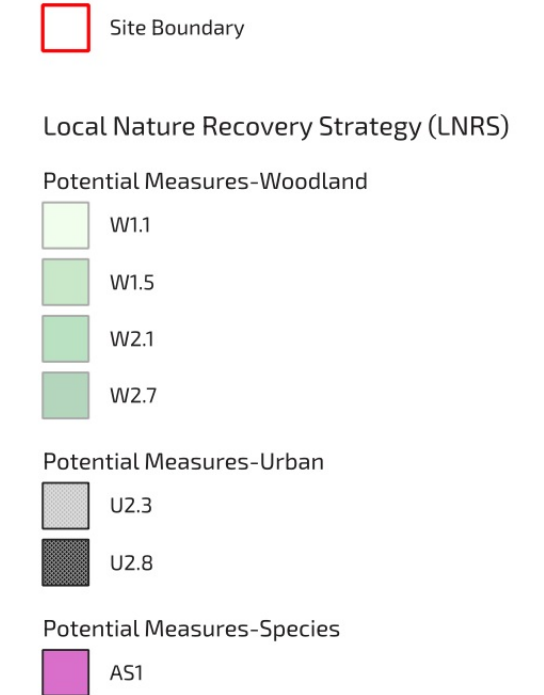 Site Boundary
Local Nature Recovery Strategy (LNRS)
Potential Measures-Woodland
W1.1
W1.5
W2.1
W2.7
Potential Measures-Urban
U2.3
U2.8
Potential Measures-Species
AS1